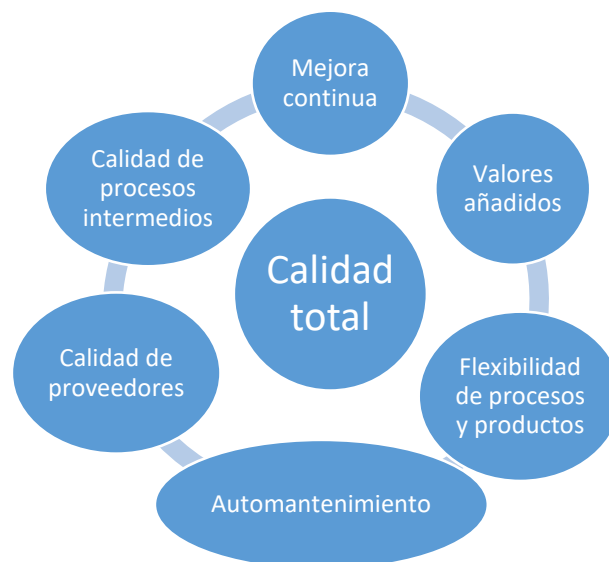 Mejora
continua
Valores
añadidos
Flexibilidad
de procesos
y productos
Automantenimiento
Calidad de
proveedores
Calidad de
procesos
intermedios
Calidad
total